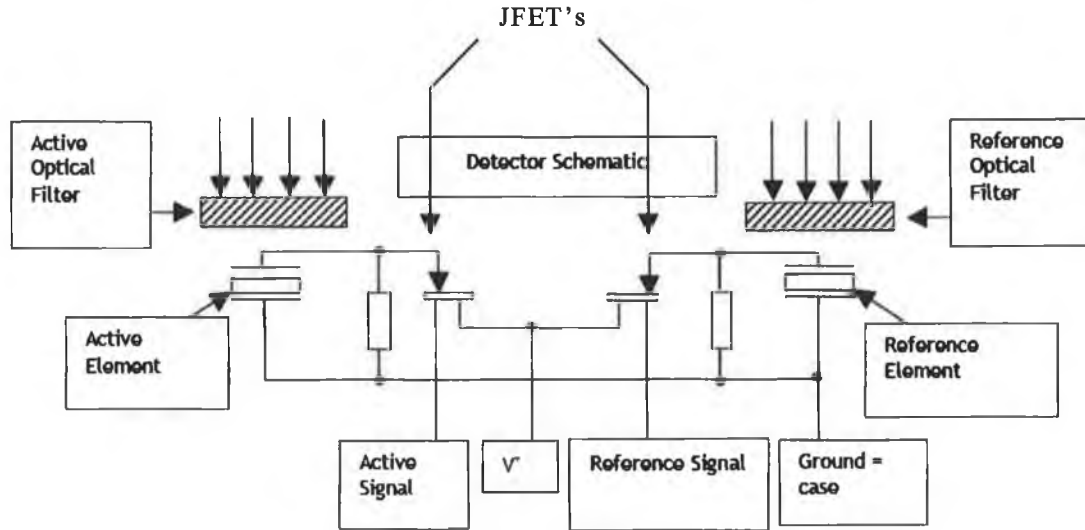 JFET's
Active
Optical
Filter
Detector Schematic
Reference
Optical
Filter
Active
Element
Reference
Element
Active
Signal
V⁺
Reference Signal
Ground =
case